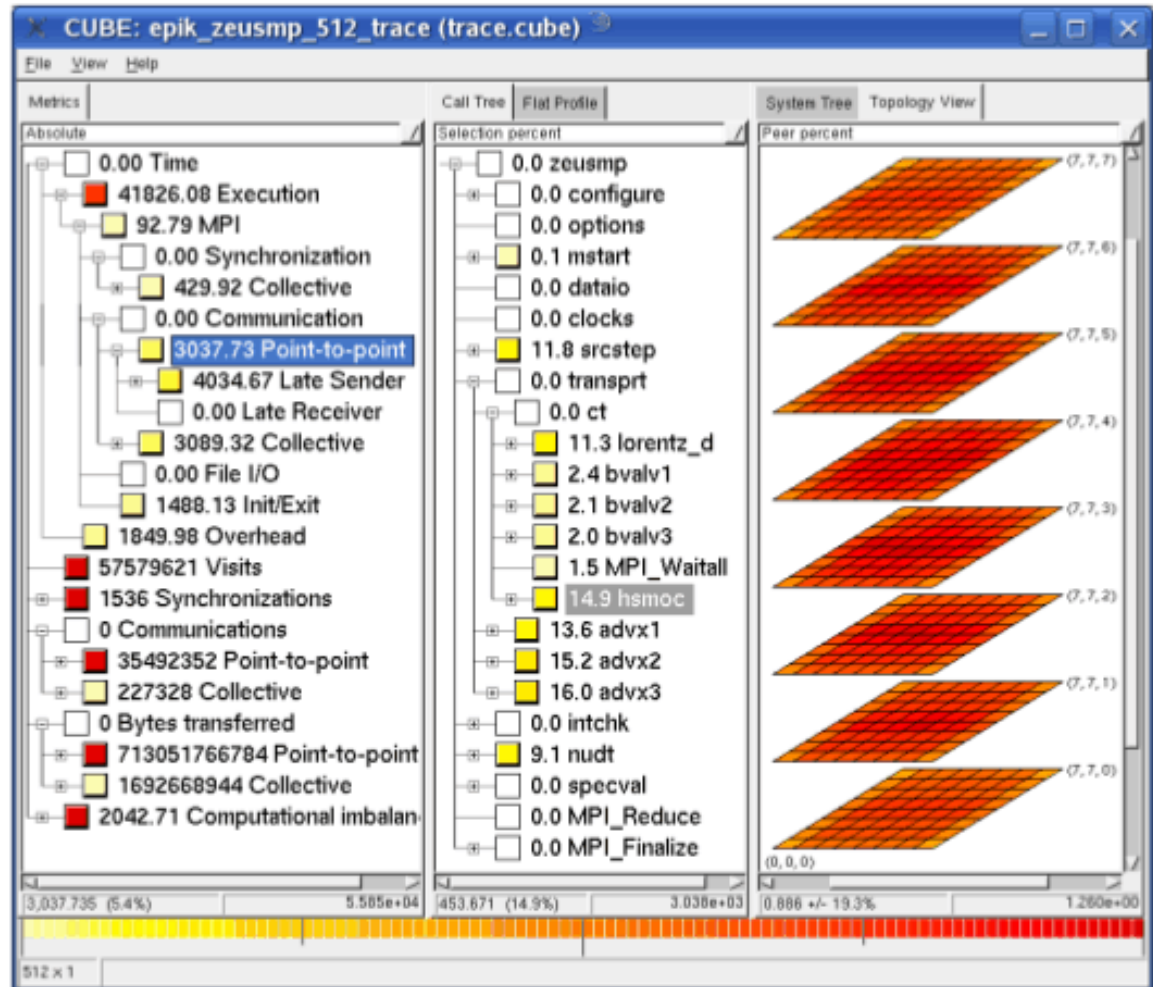 CUBE: epik_zeusmp_512_trace (trace.cube)
File View Help
Metrics
Absolute
0.00 Time
41826.08 Execution
92.79 MPI
0.00 Synchronization
429.92 Collective
0.00 Communication
3037.73 Point-to-point
4034.67 Late Sender
0.00 Late Receiver
3089.32 Collective
0.00 File I/O
1488.13 Init/Exit
1849.98 Overhead
57579621 Visits
1536 Synchronizations
0 Communications
35492352 Point-to-point
227328 Collective
0 Bytes transferred
713051766784 Point-to-point
1692668944 Collective
2042.71 Computational imbalan
3,037.735 (5.4%) 5.585e+04
Call Tree Flat Profile
Selection percent
0.0 zeusmp
0.0 configure
0.0 options
0.1 mstart
0.0 dataio
0.0 clocks
11.8 srcstep
0.0 transprt
0.0 ct
11.3 lorentz_d
2.4 bvalv1
2.1 bvalv2
2.0 bvalv3
1.5 MPI_Waitall
14.9 hsmoc
13.6 advx1
15.2 advx2
16.0 advx3
0.0 intchk
9.1 nudt
0.0 specval
0.0 MPI_Reduce
0.0 MPI_Finalize
453.671 (14.9%) 3.038e+03
System Tree Topology View
Peer percent
(7,7,7)
(7,7,6)
(7,7,5)
(7,7,4)
(7,7,3)
(7,7,2)
(7,7,1)
(7,7,0)
(0,0,0)
0.886 +/- 19.3% 1.260e+00
512 x 1